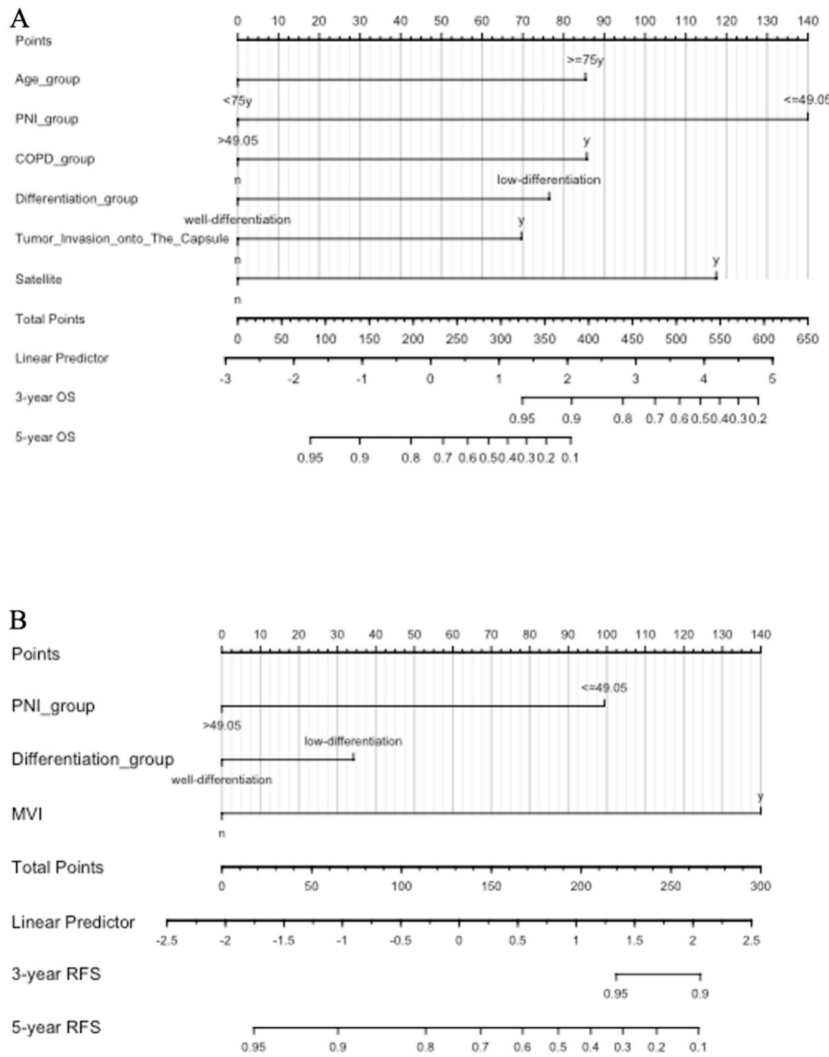 A
Points 0 10 20 30 40 50 60 70 80 90 100 110 120 130 140
>=75y
Age_group
<75y <=49.05
PNI_group
>49.05 y
COPD_group
n low-differentiation
Differentiation_group
well-differentiation y
Tumor_Invasion_onto_The_Capsule
n y
Satellite
n
Total Points
0 50 100 150 200 250 300 350 400 450 500 550 600 650
Linear Predictor
-3 -2 -1 0 1 2 3 4 5
3-year OS
0.95 0.9 0.8 0.7 0.6 0.5 0.4 0.3 0.2
5-year OS
0.95 0.9 0.8 0.7 0.6 0.5 0.4 0.3 0.2 0.1
B
0 10 20 30 40 50 60 70 80 90 100 110 120 130 140
Points
<=49.05
PNI_group
>49.05
low-differentiation
Differentiation_group
well-differentiation
y
MVI
n
Total Points
0 50 100 150 200 250 300
Linear Predictor
-2.5 -2 -1.5 -1 -0.5 0 0.5 1 1.5 2 2.5
3-year RFS
0.95 0.9
5-year RFS
0.95 0.9 0.8 0.7 0.6 0.5 0.4 0.3 0.2 0.1